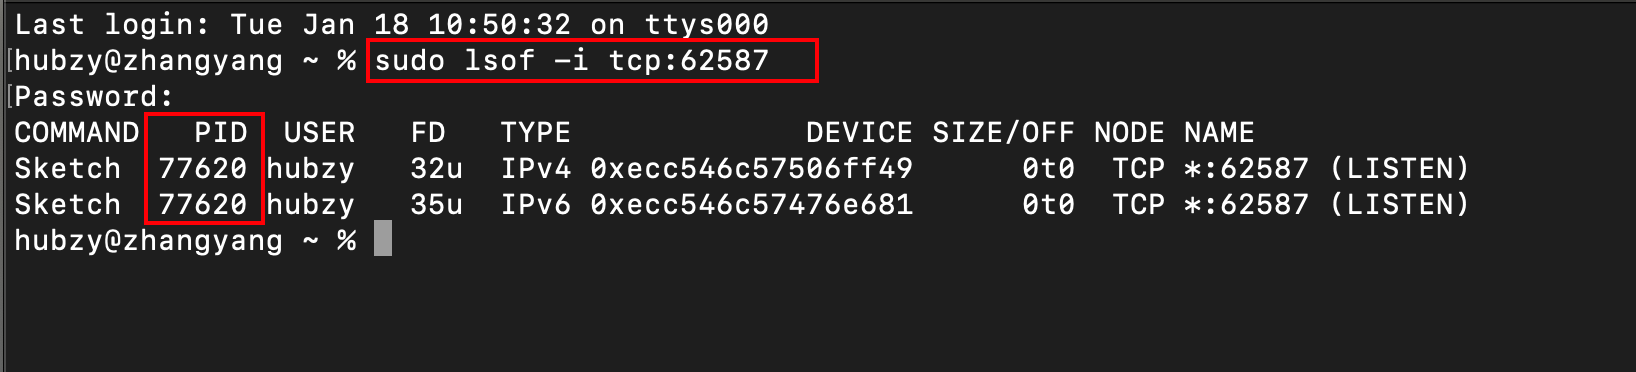 Last login: Tue Jan 18 10:50:32 on ttys000
[hubzy@zhangyang ~ % sudo lsof -i tcp:62587
[Password:
COMMAND   PID  USER   FD   TYPE             DEVICE SIZE/OFF NODE NAME
Sketch  77620 hubzy   32u  IPv4 0xecc546c57506ff49      0t0  TCP *:62587 (LISTEN)
Sketch  77620 hubzy   35u  IPv6 0xecc546c57476e681      0t0  TCP *:62587 (LISTEN)
hubzy@zhangyang ~ %